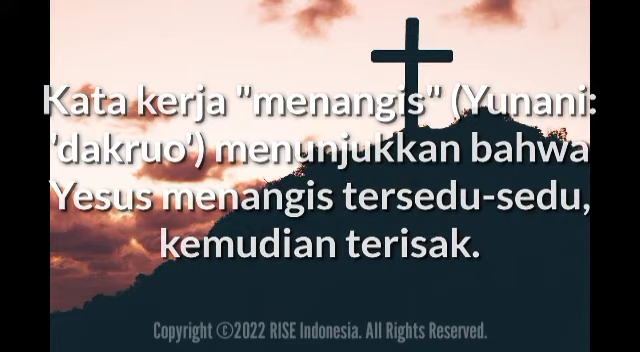 Kata kerja "menangis" (Yunani:
'dakruo') menunjukkan bahwa
Yesus menangis tersedu-sedu,
kemudian terisak.
Copyright ©2022 RISE Indonesia. All Rights Reserved.